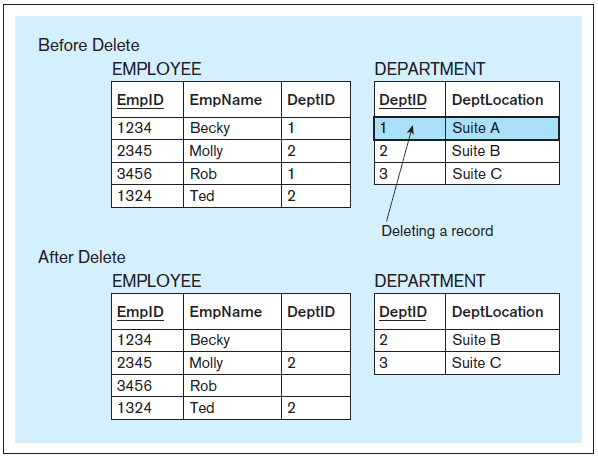 Before Delete
EMPLOYEE DEPARTMENT
EmpID EmpName DeptID DeptID DeptLocation
1234 Becky 1 1 Suite A
2345 Molly 2 2 Suite B
3456 Rob 1 3 Suite C
1324 Ted 2
Deleting a record
After Delete
EMPLOYEE DEPARTMENT
EmpID EmpName DeptID DeptID DeptLocation
1234 Becky 2 Suite B
2345 Molly 2 3 Suite C
3456 Rob
1324 Ted 2